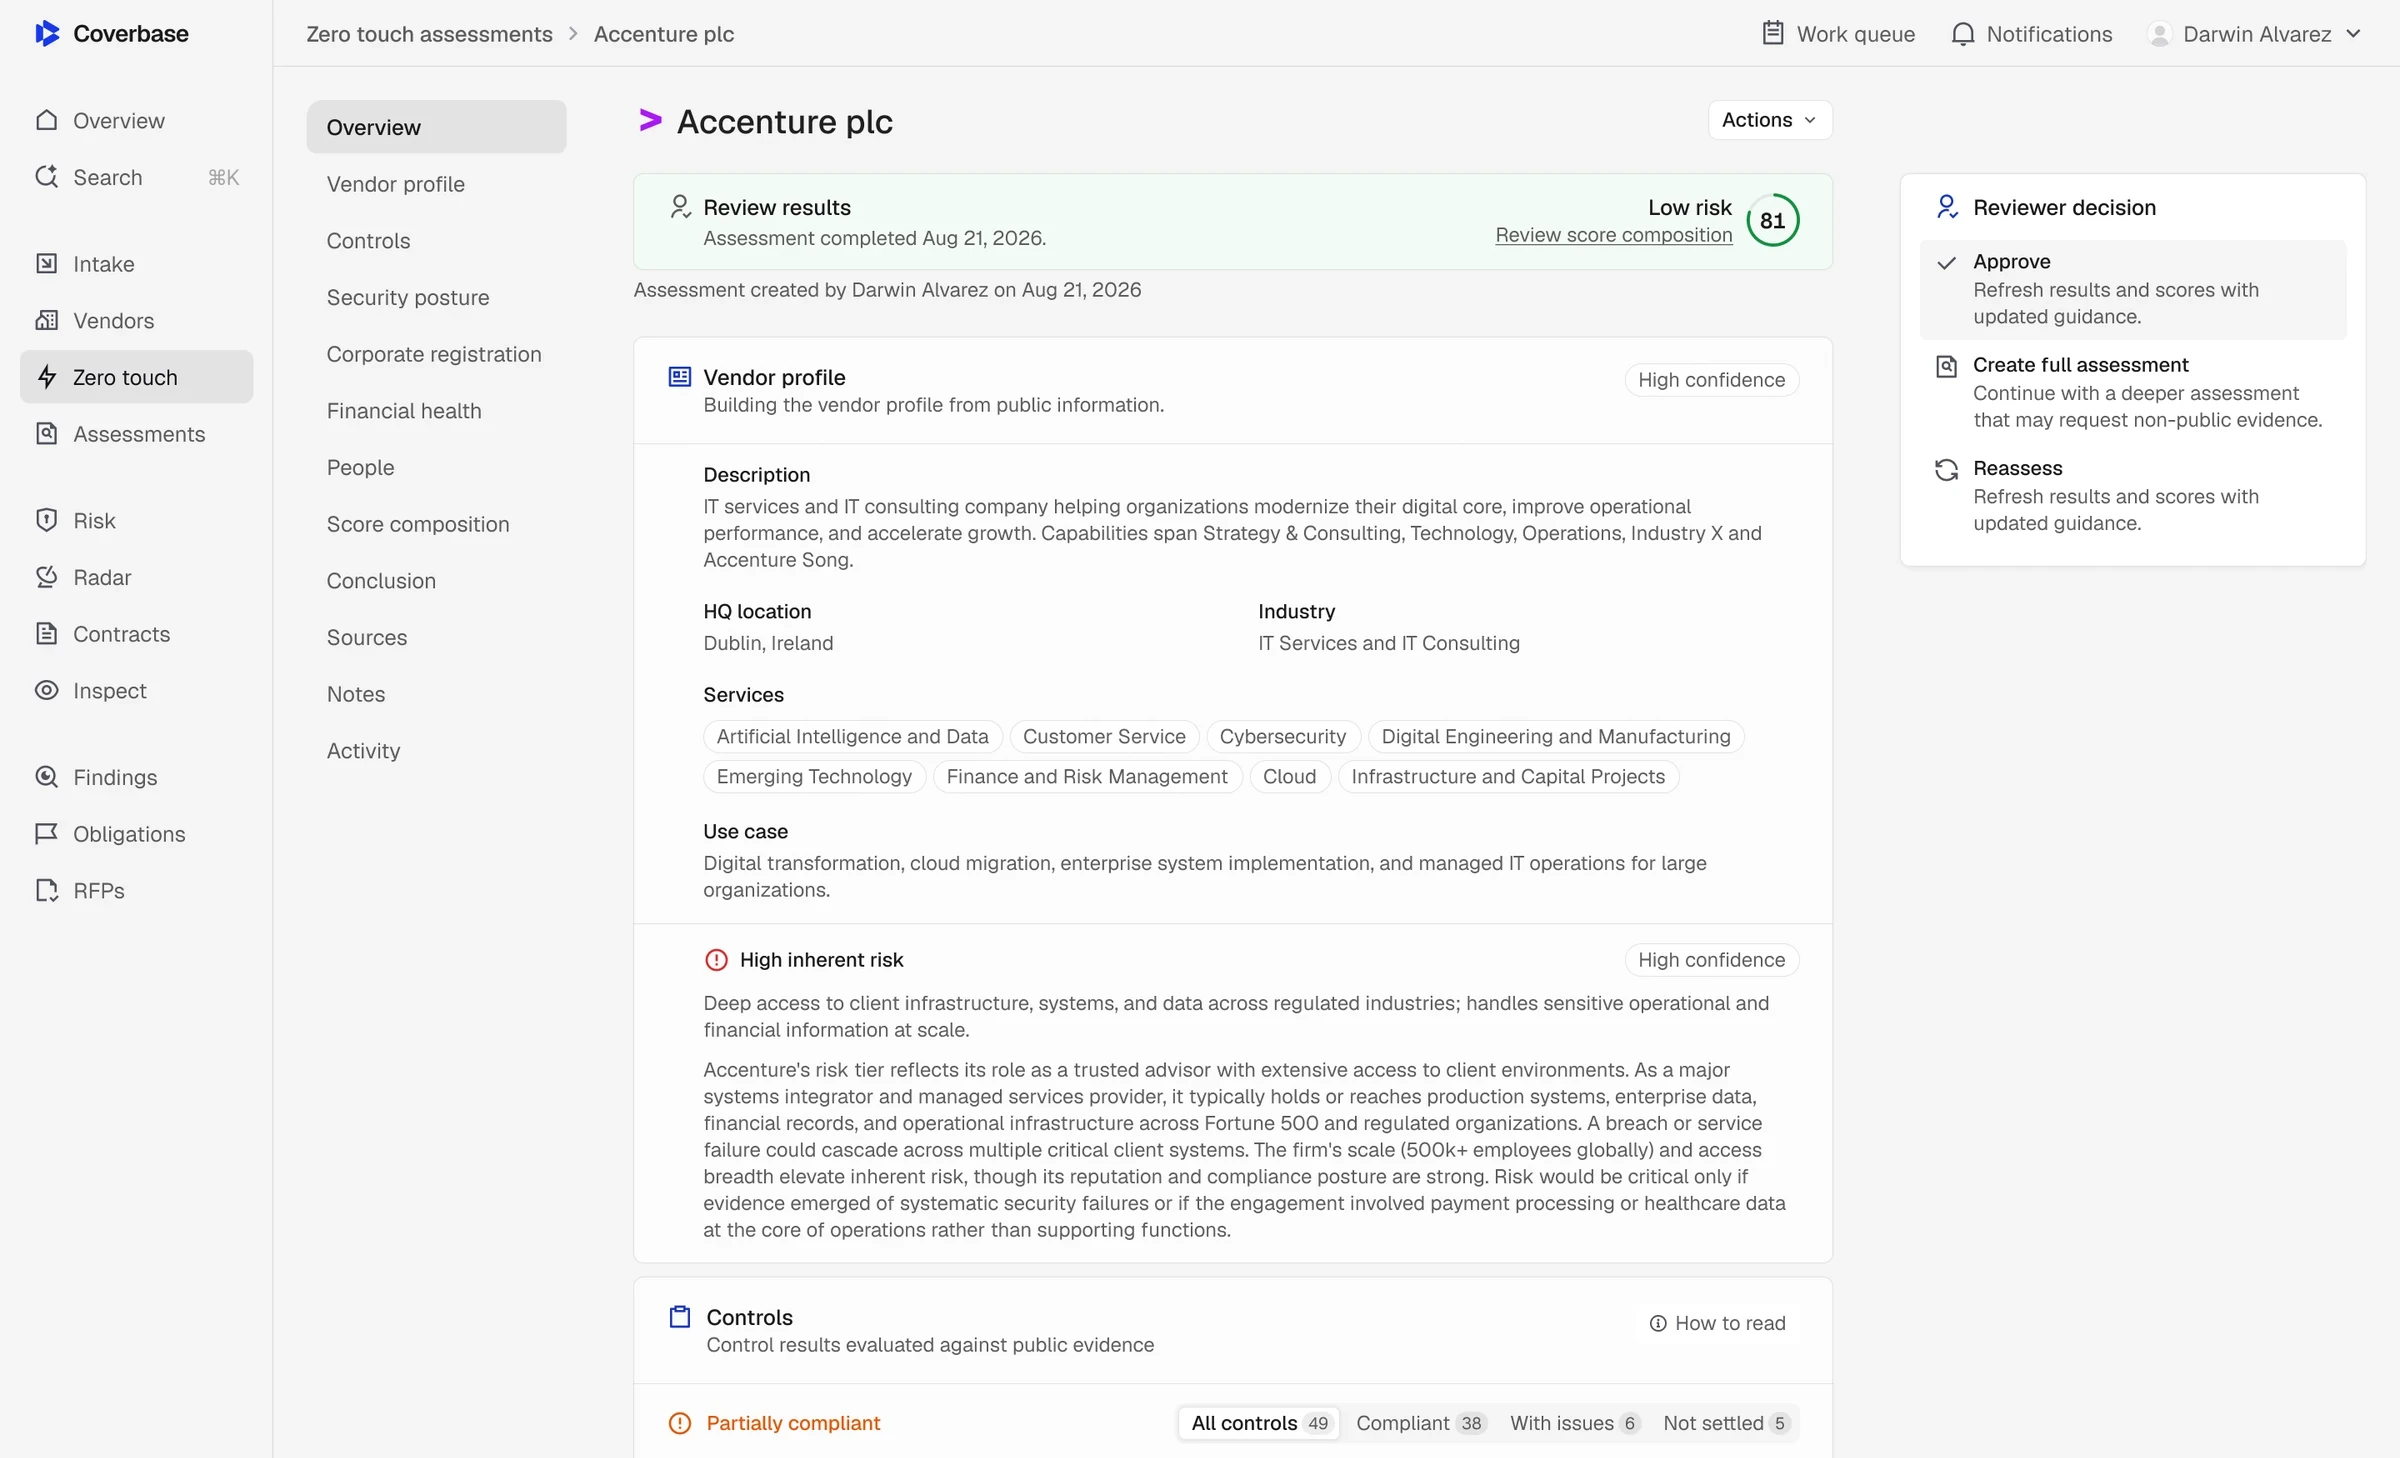 Coverbase
Zero touch assessments
Accenture plc
Work queue
Notifications
Darwin Alvarez
Overview
Search
⌘K
Intake
Vendors
Zero touch
Assessments
Risk
Radar
Contracts
Inspect
Findings
Obligations
RFPs
Overview
Vendor profile
Controls
Security posture
Corporate registration
Financial health
People
Score composition
Conclusion
Sources
Notes
Activity
> Accenture plc
Actions
Review results
Assessment completed Aug 21, 2026.
Low risk
Review score composition
81
Assessment created by Darwin Alvarez on Aug 21, 2026
Vendor profile
Building the vendor profile from public information.
High confidence
Description
IT services and IT consulting company helping organizations modernize their digital core, improve operational
performance, and accelerate growth. Capabilities span Strategy & Consulting, Technology, Operations, Industry X and
Accenture Song.
HQ location
Dublin, Ireland
Industry
IT Services and IT Consulting
Services
Artificial Intelligence and Data
Customer Service
Cybersecurity
Digital Engineering and Manufacturing
Emerging Technology
Finance and Risk Management
Cloud
Infrastructure and Capital Projects
Use case
Digital transformation, cloud migration, enterprise system implementation, and managed IT operations for large
organizations.
High inherent risk
High confidence
Deep access to client infrastructure, systems, and data across regulated industries; handles sensitive operational and
financial information at scale.
Accenture's risk tier reflects its role as a trusted advisor with extensive access to client environments. As a major
systems integrator and managed services provider, it typically holds or reaches production systems, enterprise data,
financial records, and operational infrastructure across Fortune 500 and regulated organizations. A breach or service
failure could cascade across multiple critical client systems. The firm's scale (500k+ employees globally) and access
breadth elevate inherent risk, though its reputation and compliance posture are strong. Risk would be critical only if
evidence emerged of systematic security failures or if the engagement involved payment processing or healthcare data
at the core of operations rather than supporting functions.
Controls
Control results evaluated against public evidence
How to read
Partially compliant
All controls 49
Compliant 38
With issues 6
Not settled 5
Reviewer decision
Approve
Refresh results and scores with
updated guidance.
Create full assessment
Continue with a deeper assessment
that may request non-public evidence.
Reassess
Refresh results and scores with
updated guidance.